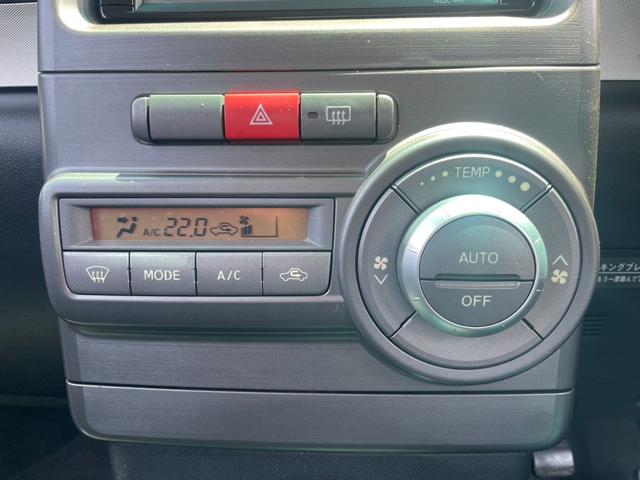 TEMP
A/C 22.0
AUTO
MODE
A/C
OFF